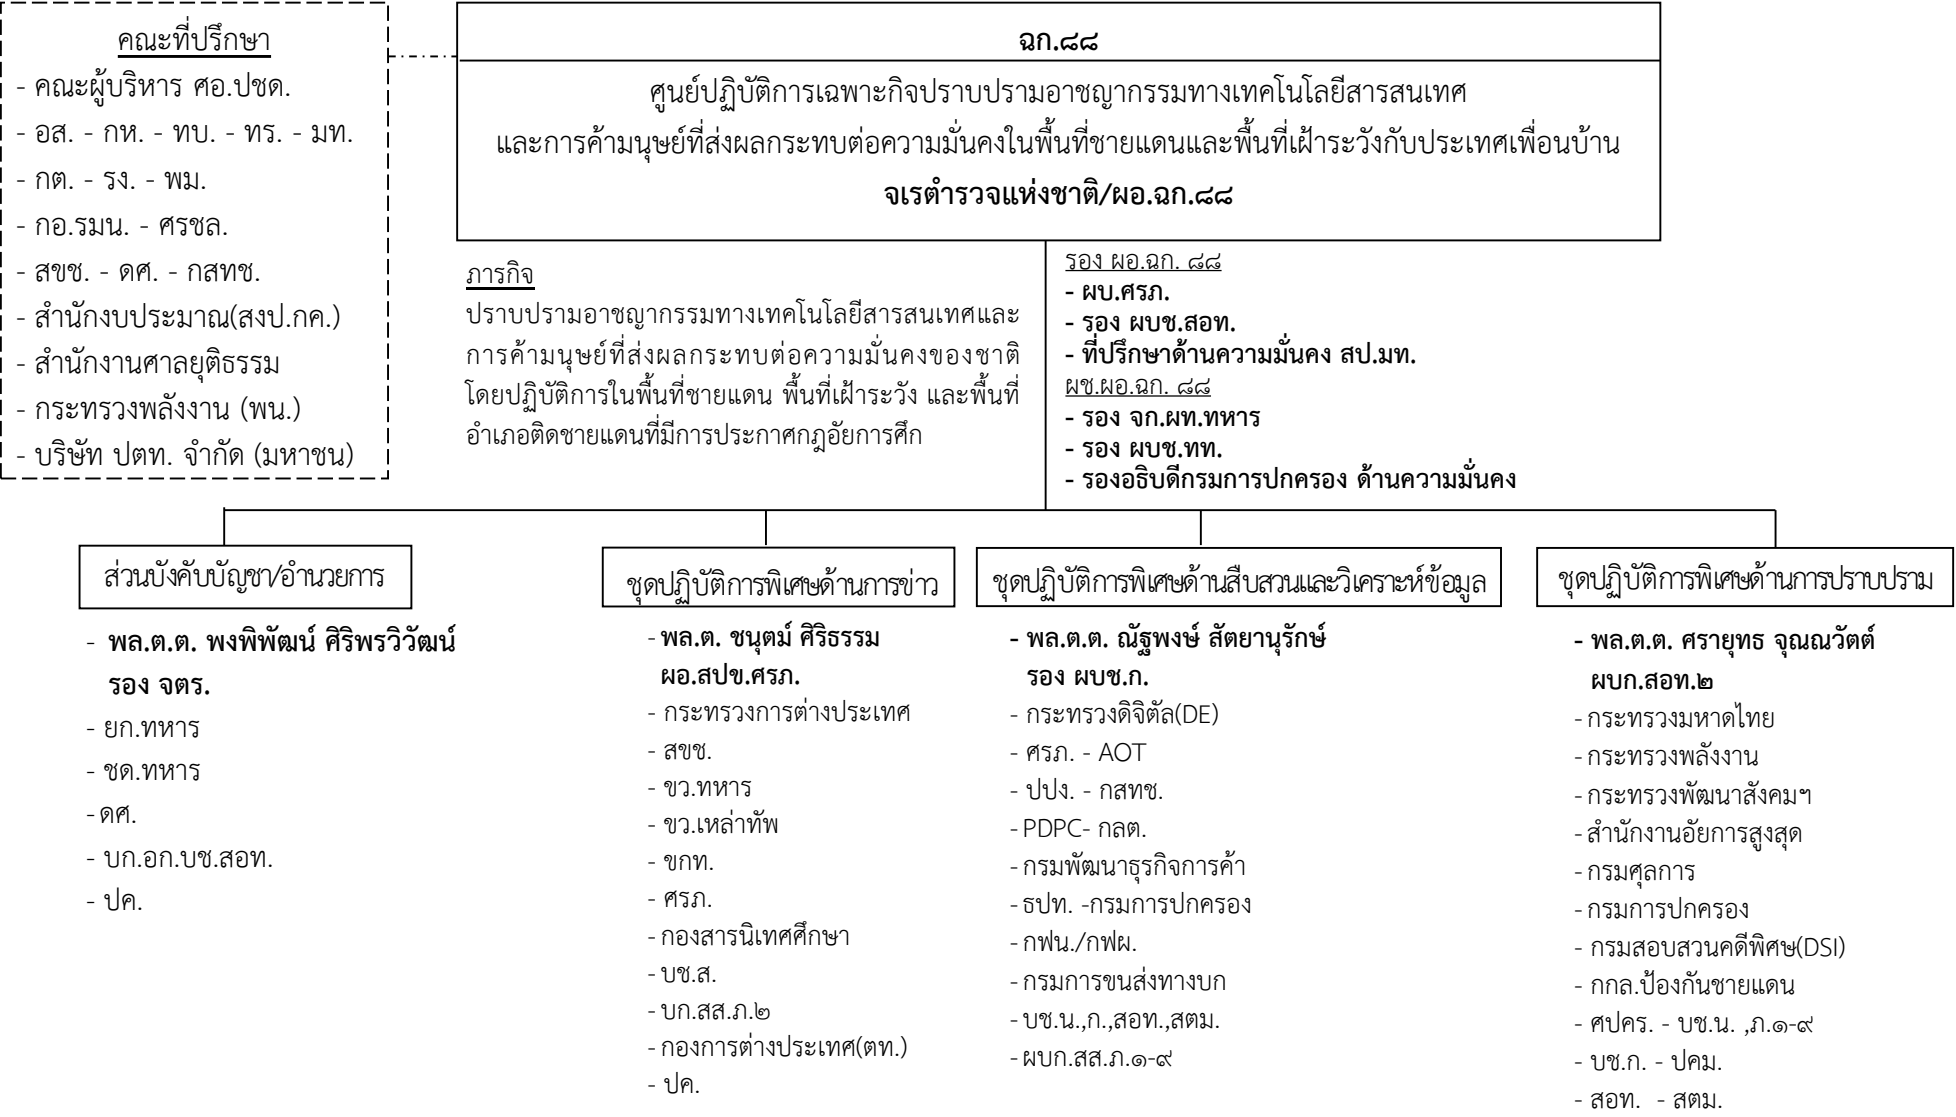 คณะที่ปรึกษา
- คณะผู้บริหาร ศอ.ปชด.
- อส. - กห. - ทบ. - ทร. - มท.
- กต. - รง. - พม.
- กอ.รมน. - ศรชล.
- สขช. - ดศ. - กสทช.
- สำนักงบประมาณ(สงป.กค.)
- สำนักงานศาลยุติธรรม
- กระทรวงพลังงาน (พน.)
- บริษัท ปตท. จำกัด (มหาชน)
ฉก.๘๘
ศูนย์ปฏิบัติการเฉพาะกิจปราบปรามอาชญากรรมทางเทคโนโลยีสารสนเทศ
และการค้ามนุษย์ที่ส่งผลกระทบต่อความมั่นคงในพื้นที่ชายแดนและพื้นที่เฝ้าระวังกับประเทศเพื่อนบ้าน
จเรตำรวจแห่งชาติ/ผอ.ฉก.๘๘
ภารกิจ
ปราบปรามอาชญากรรมทางเทคโนโลยีสารสนเทศและ
การค้ามนุษย์ที่ส่งผลกระทบต่อความมั่นคงของชาติ
โดยปฏิบัติการในพื้นที่ชายแดน พื้นที่เฝ้าระวัง และพื้นที่
อำเภอติดชายแดนที่มีการประกาศกฎอัยการศึก
รอง ผอ.ฉก. ๘๘
- ผบ.ศรภ.
- รอง ผบช.สอท.
- ที่ปรึกษาด้านความมั่นคง สป.มท.
ผช.ผอ.ฉก. ๘๘
- รอง จก.ผท.ทหาร
- รอง ผบช.ทท.
- รองอธิบดีกรมการปกครอง ด้านความมั่นคง
ส่วนบังคับบัญชา/อำนวยการ
- พล.ต.ต. พงพิพัฒน์ ศิริพรวิวัฒน์
รอง จตร.
- ยก.ทหาร
- ชด.ทหาร
- ดศ.
- บก.อก.บช.สอท.
- ปค.
ชุดปฏิบัติการพิเศษด้านการข่าว
- พล.ต. ชนุตม์ ศิริธรรม
ผอ.สปข.ศรภ.
- กระทรวงการต่างประเทศ
- สขช.
- ขว.ทหาร
- ขว.เหล่าทัพ
- ขกท.
- ศรภ.
- กองสารนิเทศศึกษา
- บช.ส.
- บก.สส.ภ.๒
- กองการต่างประเทศ(ตท.)
- ปค.
ชุดปฏิบัติการพิเศษด้านสืบสวนและวิเคราะห์ข้อมูล
- พล.ต.ต. ณัฐพงษ์ สัตยานุรักษ์
รอง ผบช.ก.
- กระทรวงดิจิตัล(DE)
- ศรภ. - AOT
- ปปง. - กสทช.
- PDPC- กลต.
- กรมพัฒนาธุรกิจการค้า
- ธปท. -กรมการปกครอง
- กฟน./กฟผ.
- กรมการขนส่งทางบก
- บช.น.,ก.,สอท.,สตม.
- ผบก.สส.ภ.๑-๙
ชุดปฏิบัติการพิเศษด้านการปราบปราม
- พล.ต.ต. ศรายุทธ จุณณวัตต์
ผบก.สอท.๒
- กระทรวงมหาดไทย
- กระทรวงพลังงาน
- กระทรวงพัฒนาสังคมฯ
- สำนักงานอัยการสูงสุด
- กรมศุลการ
- กรมการปกครอง
- กรมสอบสวนคดีพิศษ(DSI)
- กกล.ป้องกันชายแดน
- ศปคร. - บช.น. ,ภ.๑-๙
- บช.ก. - ปคม.
- สอท. - สตม.